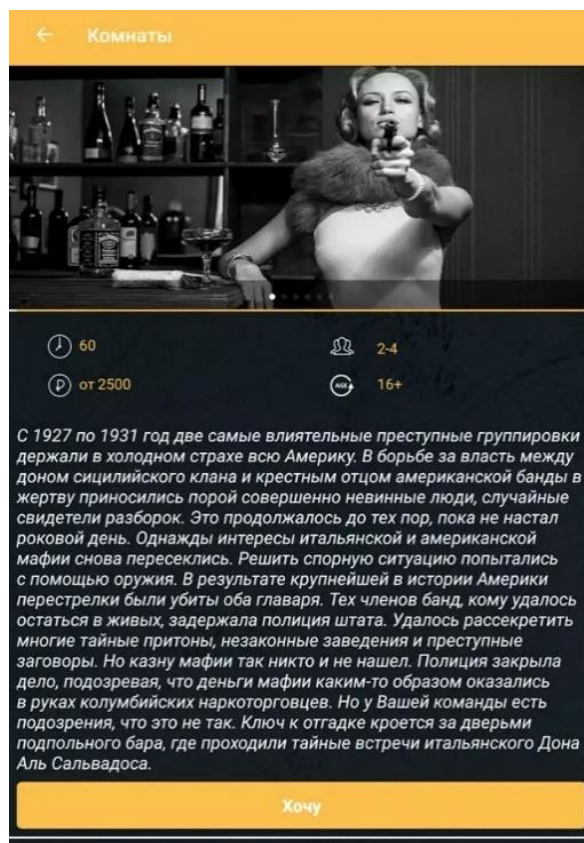 Комнаты
60
2-4
от 2500
AGE
16+
С 1927 по 1931 год две самые влиятельные преступные группировки
держали в холодном страхе всю Америку. В борьбе за власть между
доном сицилийского клана и крестным отцом американской банды в
жертву приносились порой совершенно невинные люди, случайные
свидетели разборок. Это продолжалось до тех пор, пока не настал
роковой день. Однажды интересы итальянской и американской
мафии снова пересеклись. Решить спорную ситуацию попытались
с помощью оружия. В результате крупнейшей в истории Америки
перестрелки были убиты оба главаря. Тех членов банд, кому удалось
остаться в живых, задержала полиция штата. Удалось рассекретить
многие тайные притоны, незаконные заведения и преступные
заговоры. Но казну мафии так никто и не нашел. Полиция закрыла
дело, подозревая, что деньги мафии каким-то образом оказались
в руках колумбийских наркоторговцев. Но у Вашей команды есть
подозрения, что это не так. Ключ к отгадке кроется за дверьми
подпольного бара, где проходили тайные встречи итальянского Дона
Аль Сальвадоса.
Хочу